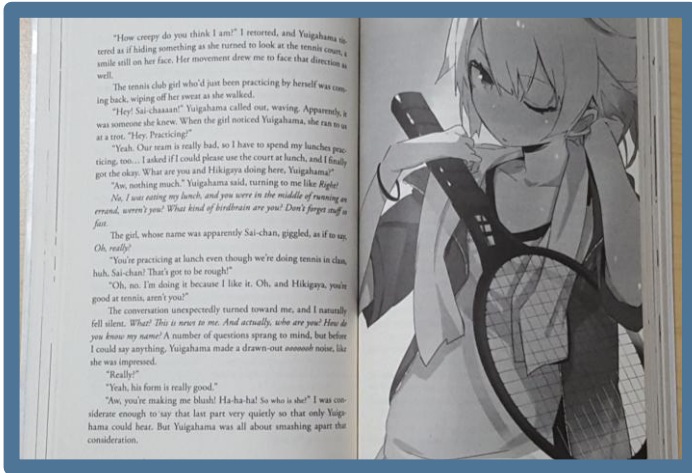 "How creepy do you think I am?" I retorted, and Yuigahama tit-
tered as if hiding something as she turned to look at the tennis court, a
smile still on her face. Her movement drew me to face that direction as
well.
The tennis club girl who'd just been practicing by herself was com-
ing back, wiping off her sweat as she walked.
"Hey! Sai-chaaan!" Yuigahama called out, waving. Apparently, it
was someone she knew. When the girl noticed Yuigahama, she ran to us
at a trot. "Hey. Practicing?"
"Yeah. Our team is really bad, so I have to spend my lunches prac-
ticing, too... I asked if I could please use the court at lunch, and I finally
got the okay. What are you and Hikigaya doing here, Yuigahama?"
"Aw, nothing much." Yuigahama said, turning to me like Right?
No, I was eating my lunch, and you were in the middle of running an
errand, weren't you? What kind of birdbrain are you? Don't forget stuff so
fast.
The girl, whose name was apparently Sai-chan, giggled, as if to say,
Oh, really?
"You're practicing at lunch even though we're doing tennis in class,
huh, Sai-chan? That's got to be rough!"
"Oh, no. I'm doing it because I like it. Oh, and Hikigaya, you're
good at tennis, aren't you?"
The conversation unexpectedly turned toward me, and I naturally
fell silent. What? This is news to me. And actually, who are you? How do
you know my name? A number of questions sprang to mind, but before
I could say anything, Yuigahama made a drawn-out ooooooh noise, like
she was impressed.
"Really?"
"Yeah, his form is really good."
"Aw, you're making me blush! Ha-ha-ha! So who is she?" I was con-
siderate enough to say that last part very quietly so that only Yuiga-
hama could hear. But Yuigahama was all about smashing apart the
consideration.